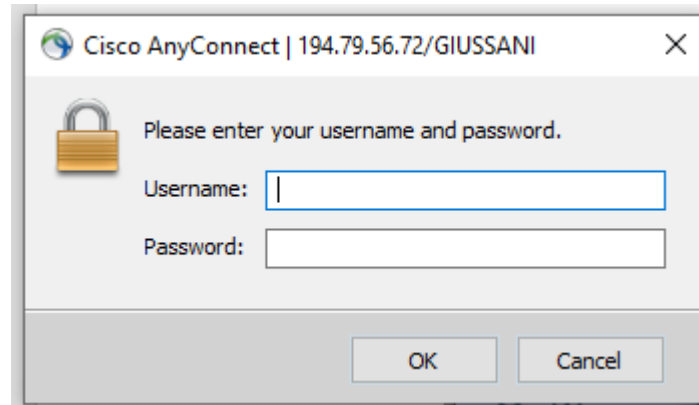 Cisco AnyConnect | 194.79.56.72/GIUSSANI
Please enter your username and password.
Username:
Password:
OK Cancel